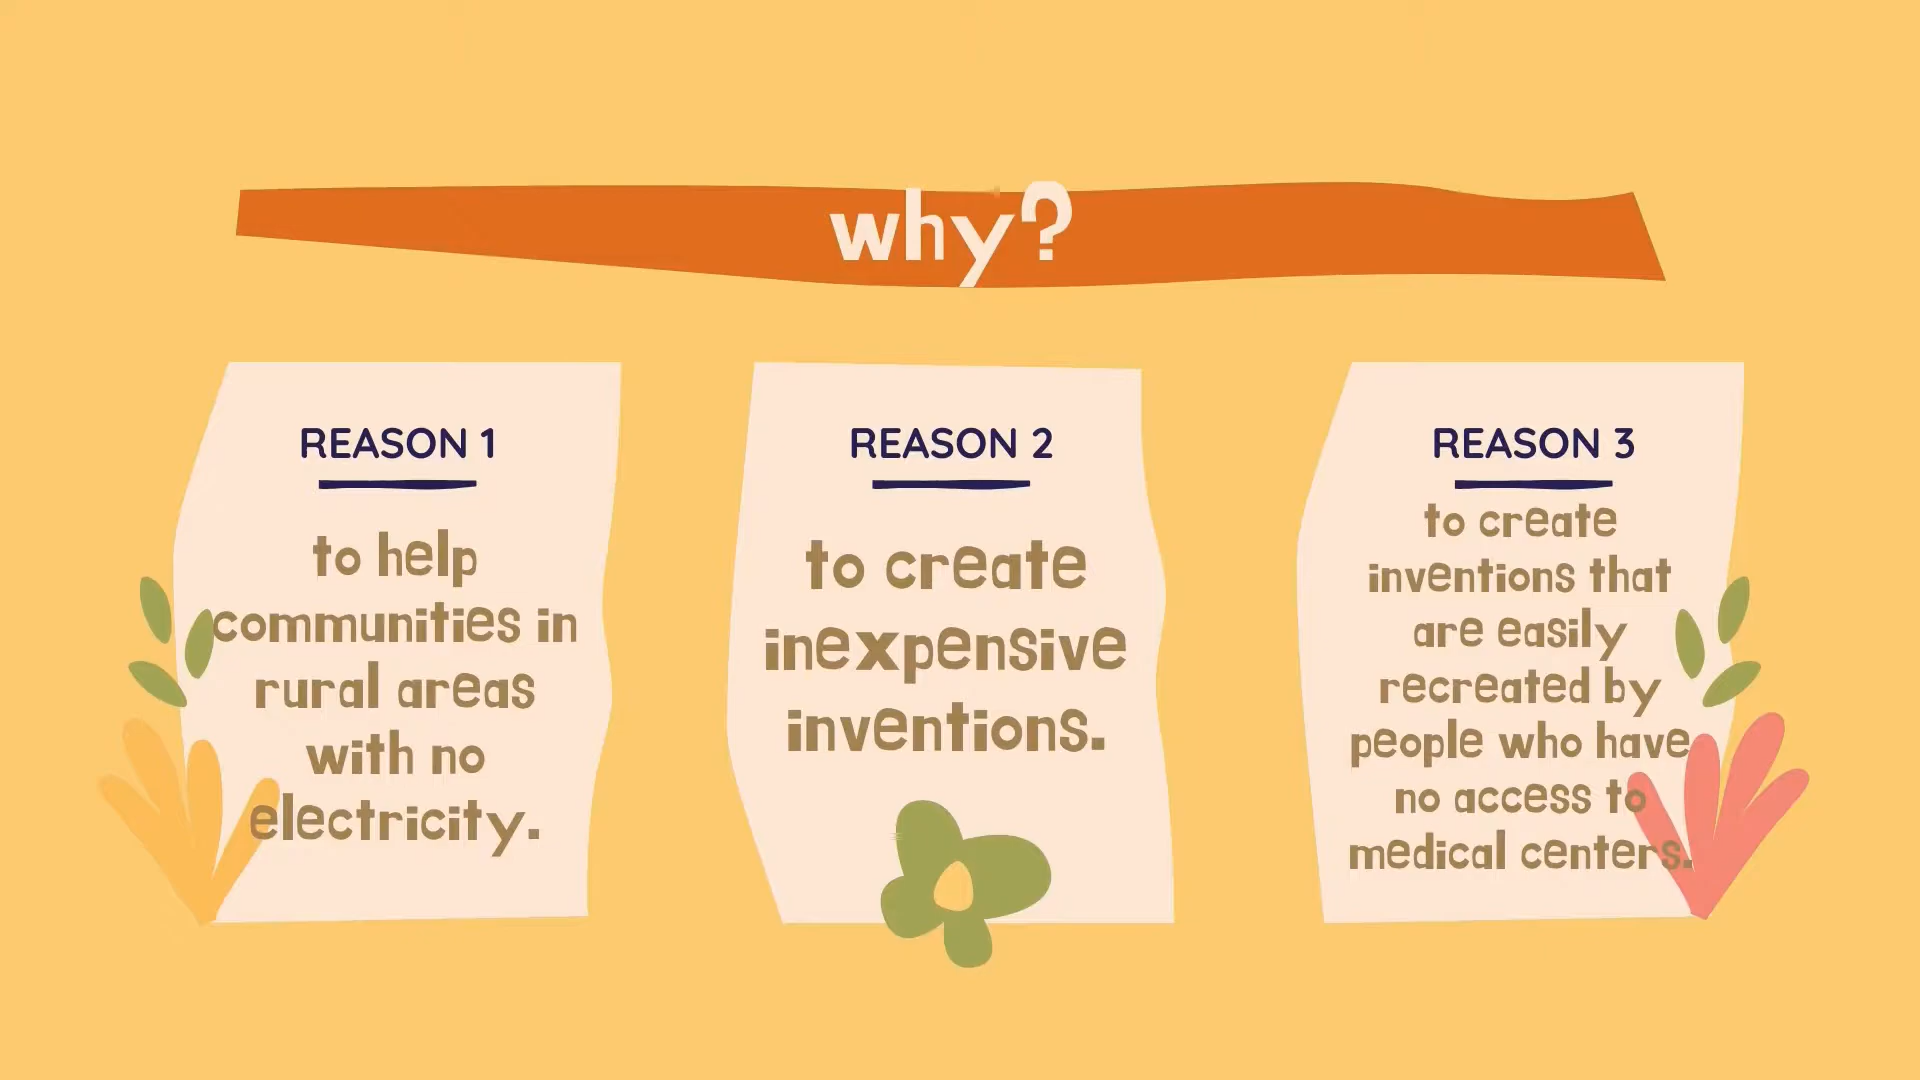 why?
REASON 1
to help
communities in
rural areas
with no
electricity.
REASON 2
to create
inexpensive
inventions.
REASON 3
to create
inventions that
are easily
recreated by
people who have
no access to
medical centers.